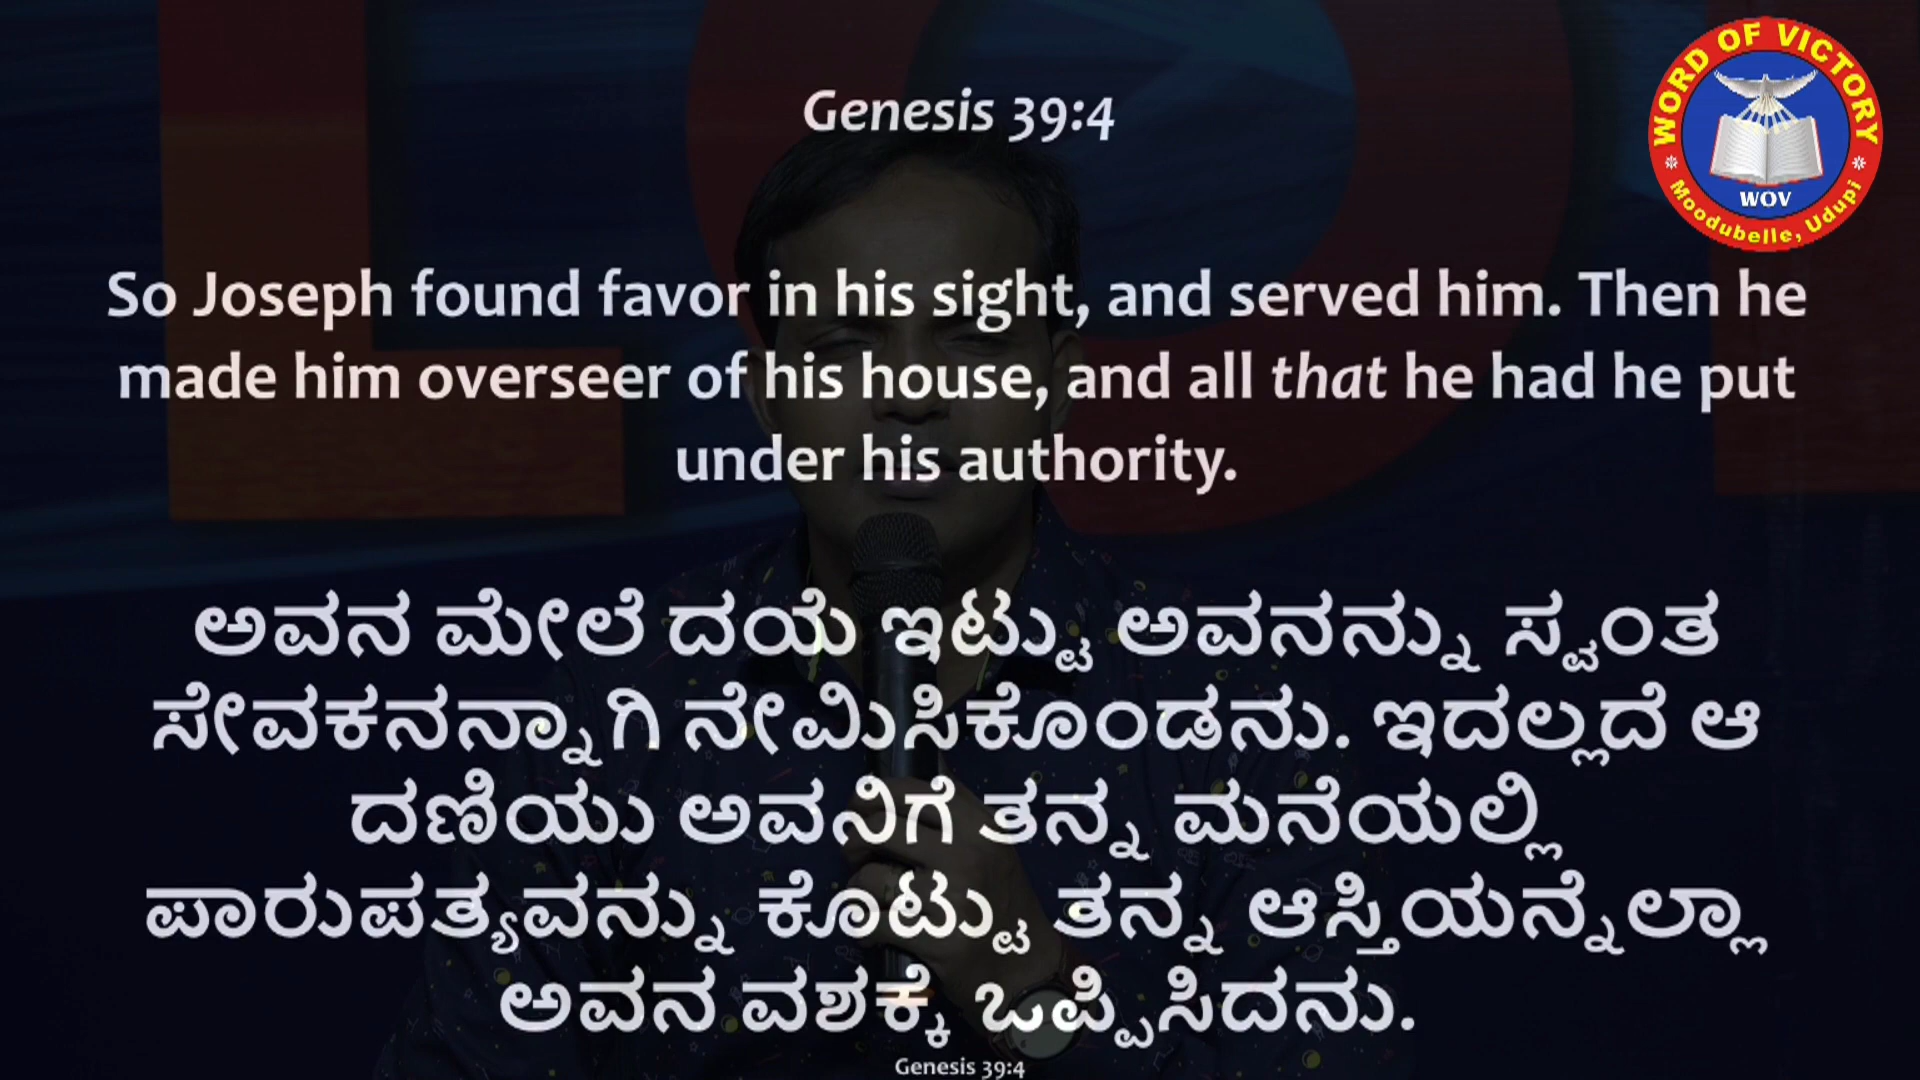 Genesis 39:4
WORD OF VICTORY
WOV
Moodubelle, Udupi
So Joseph found favor in his sight, and served him. Then he
made him overseer of his house, and all that he had he put
under his authority.
ಅವನ ಮೇಲೆ ದಯೆ ಇಟ್ಟು ಅವನನ್ನು ಸ್ವಂತ
ಸೇವಕನನ್ನಾಗಿ ನೇಮಿಸಿಕೊಂಡನು. ಇದಲ್ಲದೆ ಆ
ದಣಿಯು ಅವನಿಗೆ ತನ್ನ ಮನೆಯಲ್ಲಿ
ಪಾರುಪತ್ಯವನ್ನು ಕೊಟ್ಟು ತನ್ನ ಆಸ್ತಿಯನ್ನೆಲ್ಲಾ
ಅವನ ವಶಕ್ಕೆ ಒಪ್ಪಿಸಿದನು.
Genesis 39:4